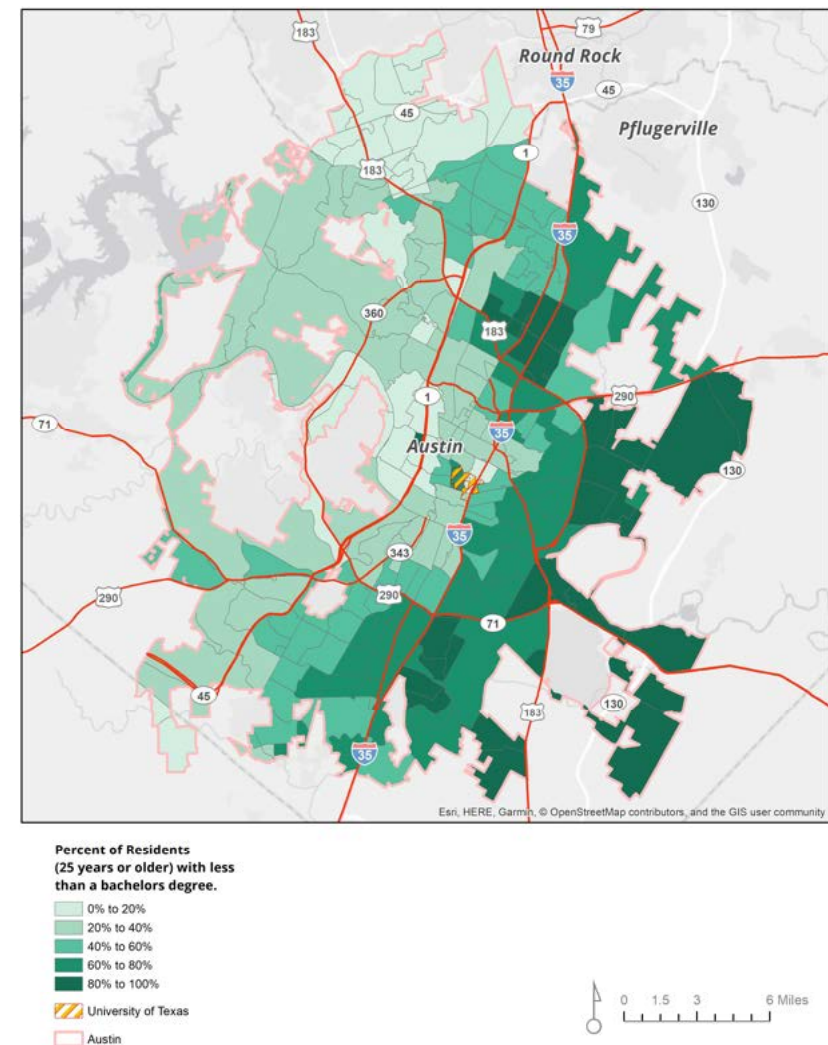 183
79
Round Rock
35
45
45
Pflugerville
1
183
130
35
360
183
290
1
71
35
Austin
130
35
343
290
290
71
45
130
183
35
Esri, HERE, Garmin, © OpenStreetMap contributors, and the GIS user community
Percent of Residents
(25 years or older) with less
than a bachelors degree.
0% to 20%
20% to 40%
40% to 60%
60% to 80%
80% to 100%
University of Texas
Austin
0 1.5 3 6 Miles